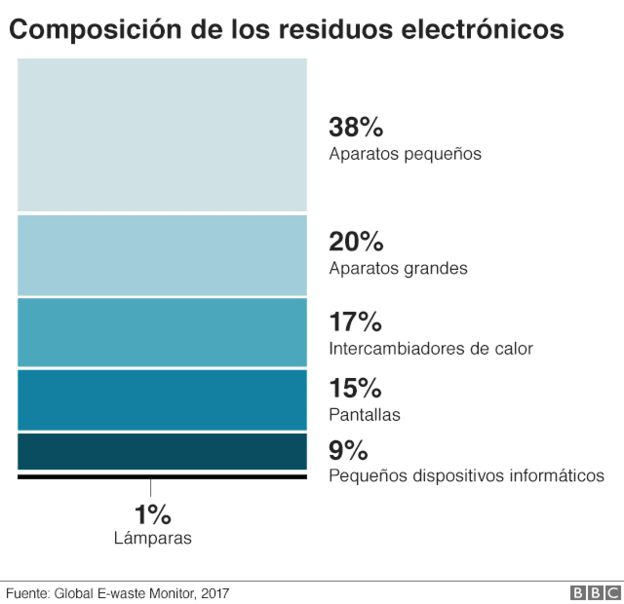 Composición de los residuos electrónicos
38%
Aparatos pequeños
20%
Aparatos grandes
17%
Intercambiadores de calor
15%
Pantallas
9%
Pequeños dispositivos informáticos
1%
Lámparas
Fuente: Global E-waste Monitor, 2017
BBC